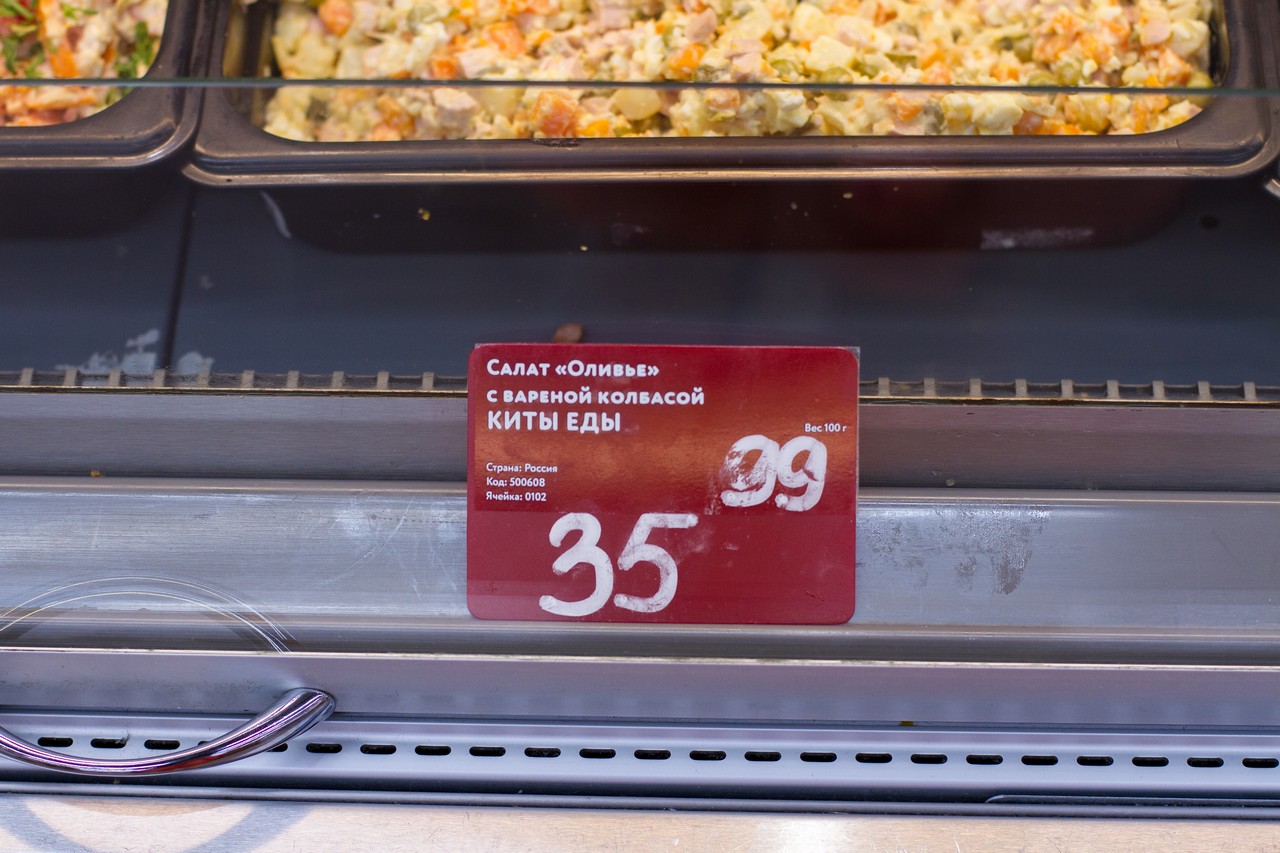 Салат «Оливье»
с вареной колбасой
КИТЫ ЕДЫ
Вес 100 г
99
Страна: Россия
Код: 500608
Ячейка: 0102
35